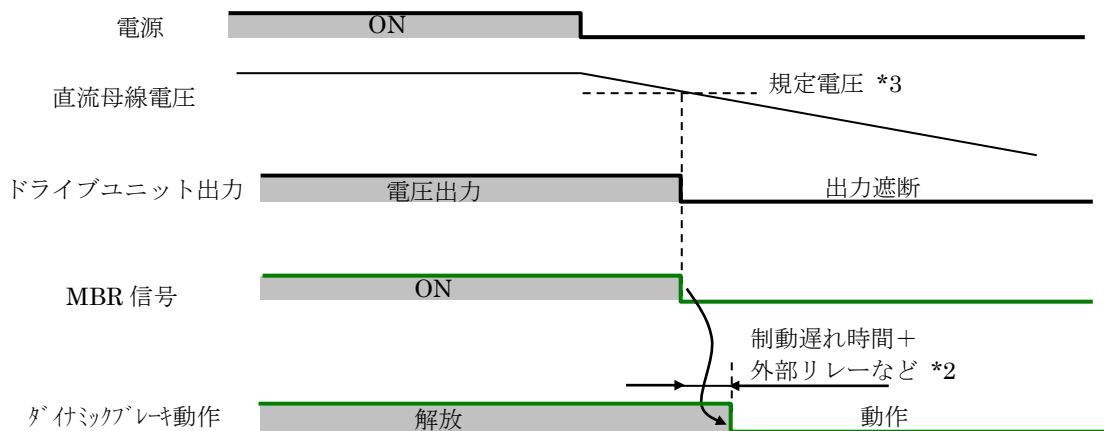 電源
ON
直流母線電圧
規定電圧 *3
ドライブユニット出力
電圧出力
出力遮断
MBR 信号
ON
制動遅れ時間＋
外部リレーなど *2
ﾀﾞｲﾅﾐｯｸﾌﾞﾚｰｷ動作
解放
動作